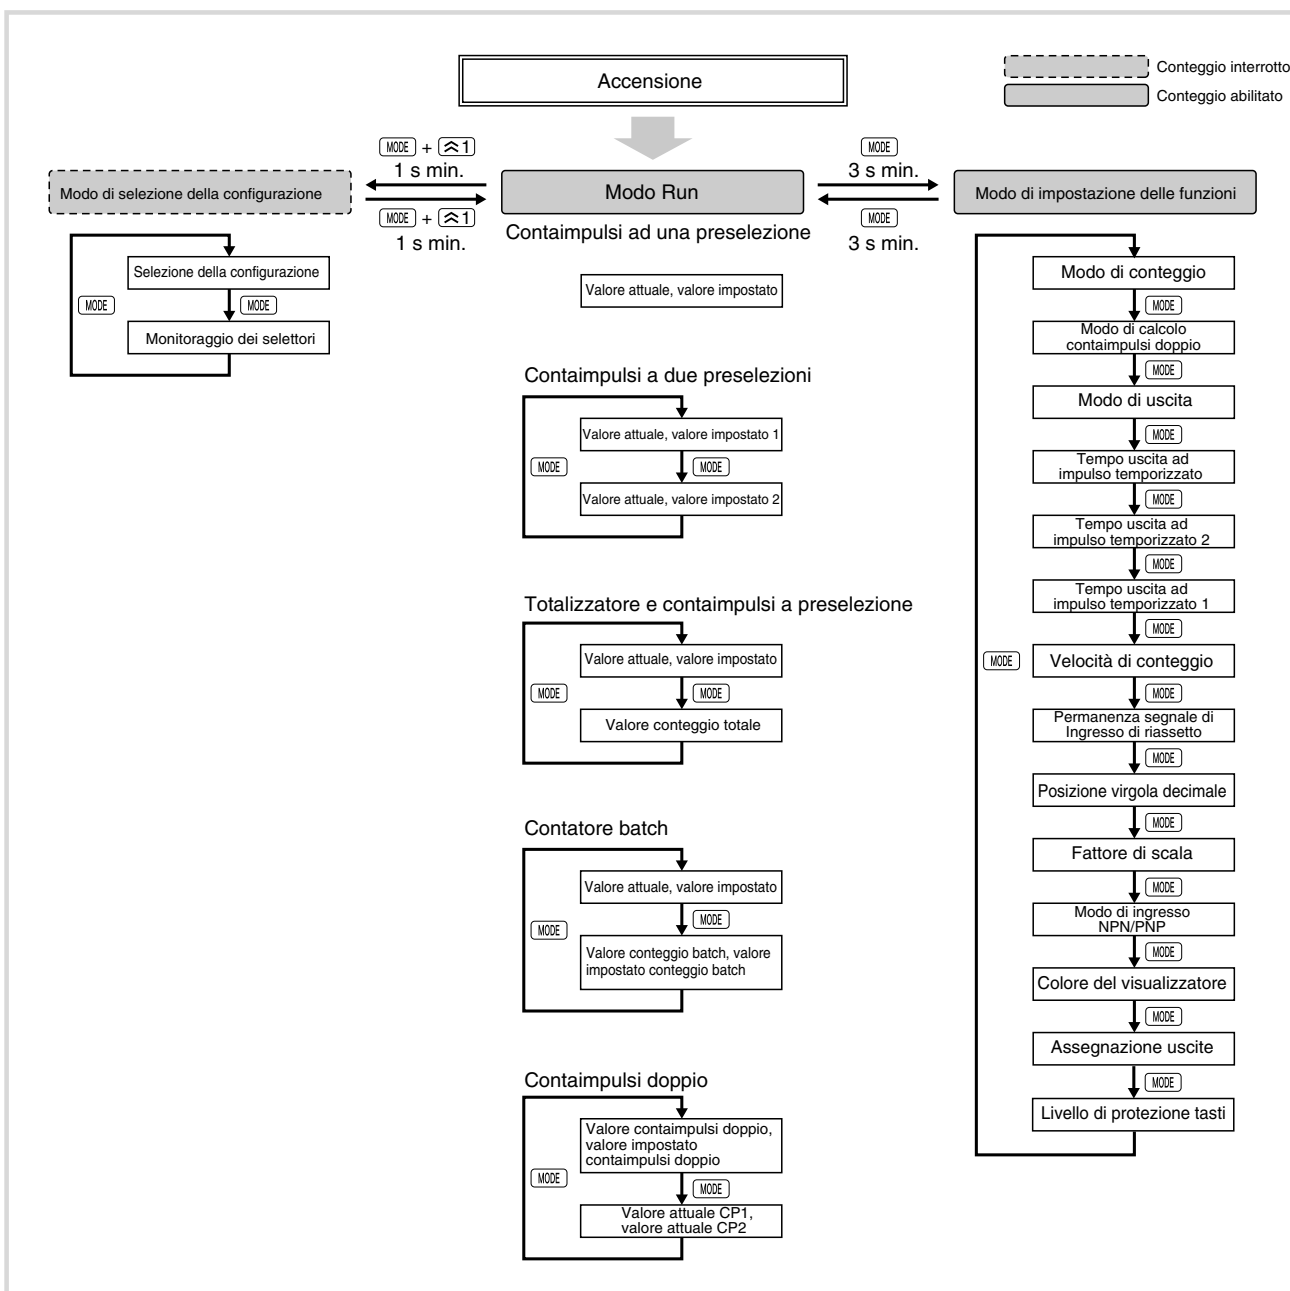 Accensione
Conteggio interrotto
Conteggio abilitato
MODE + 1
1 s min.
MODE
3 s min.
Modo di selezione della configurazione
Modo Run
Modo di impostazione delle funzioni
MODE + 1
1 s min.
MODE
3 s min.
Selezione della configurazione
MODE
MODE
Monitoraggio dei selettori
Contaimpulsi ad una preselezione
Valore attuale, valore impostato
Contaimpulsi a due preselezioni
Valore attuale, valore impostato 1
MODE
MODE
Valore attuale, valore impostato 2
Totalizzatore e contaimpulsi a preselezione
Valore attuale, valore impostato
MODE
MODE
Valore conteggio totale
Contatore batch
Valore attuale, valore impostato
MODE
MODE
Valore conteggio batch, valore
impostato conteggio batch
Contaimpulsi doppio
Valore contaimpulsi doppio,
valore impostato
contaimpulsi doppio
MODE
MODE
Valore attuale CP1,
valore attuale CP2
Modo di conteggio
MODE
Modo di calcolo
contaimpulsi doppio
MODE
Modo di uscita
MODE
Tempo uscita ad
impulso temporizzato
MODE
Tempo uscita ad
impulso temporizzato 2
MODE
Tempo uscita ad
impulso temporizzato 1
MODE
MODE
Velocità di conteggio
MODE
Permanenza segnale di
Ingresso di riassetto
MODE
Posizione virgola decimale
MODE
Fattore di scala
MODE
Modo di ingresso
NPN/PNP
MODE
Colore del visualizzatore
MODE
Assegnazione uscite
MODE
Livello di protezione tasti